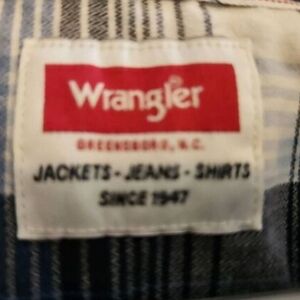 Wrangler®
GREENSBORO, N.C.
JACKETS - JEANS - SHIRTS
SINCE 1947